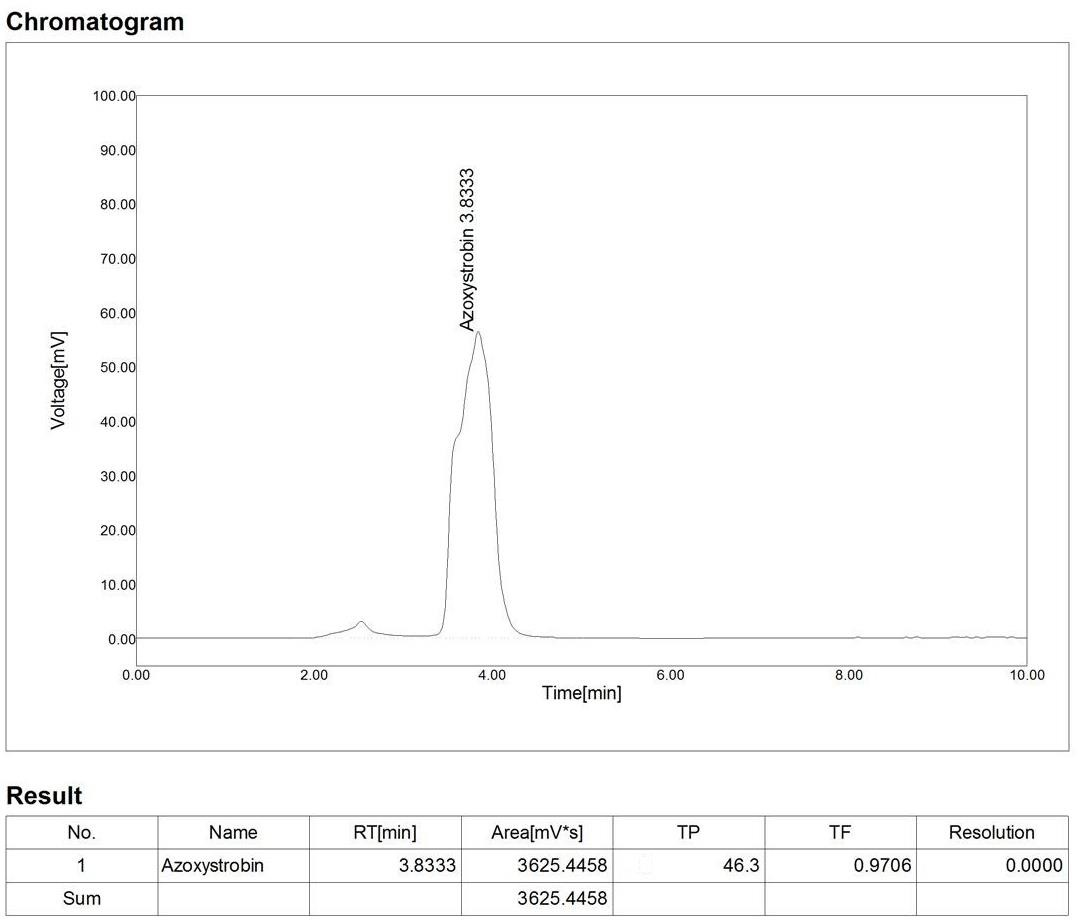 Chromatogram
100.00
90.00
80.00
70.00
60.00
50.00
40.00
30.00
20.00
10.00
0.00
Voltage[mV]
Azoxystrobin 3.8333
0.00 2.00 4.00 6.00 8.00 10.00
Time[min]
Result
No. Name RT[min] Area[mV*s] TP TF Resolution
1 Azoxystrobin 3.8333 3625.4458 46.3 0.9706 0.0000
Sum 3625.4458